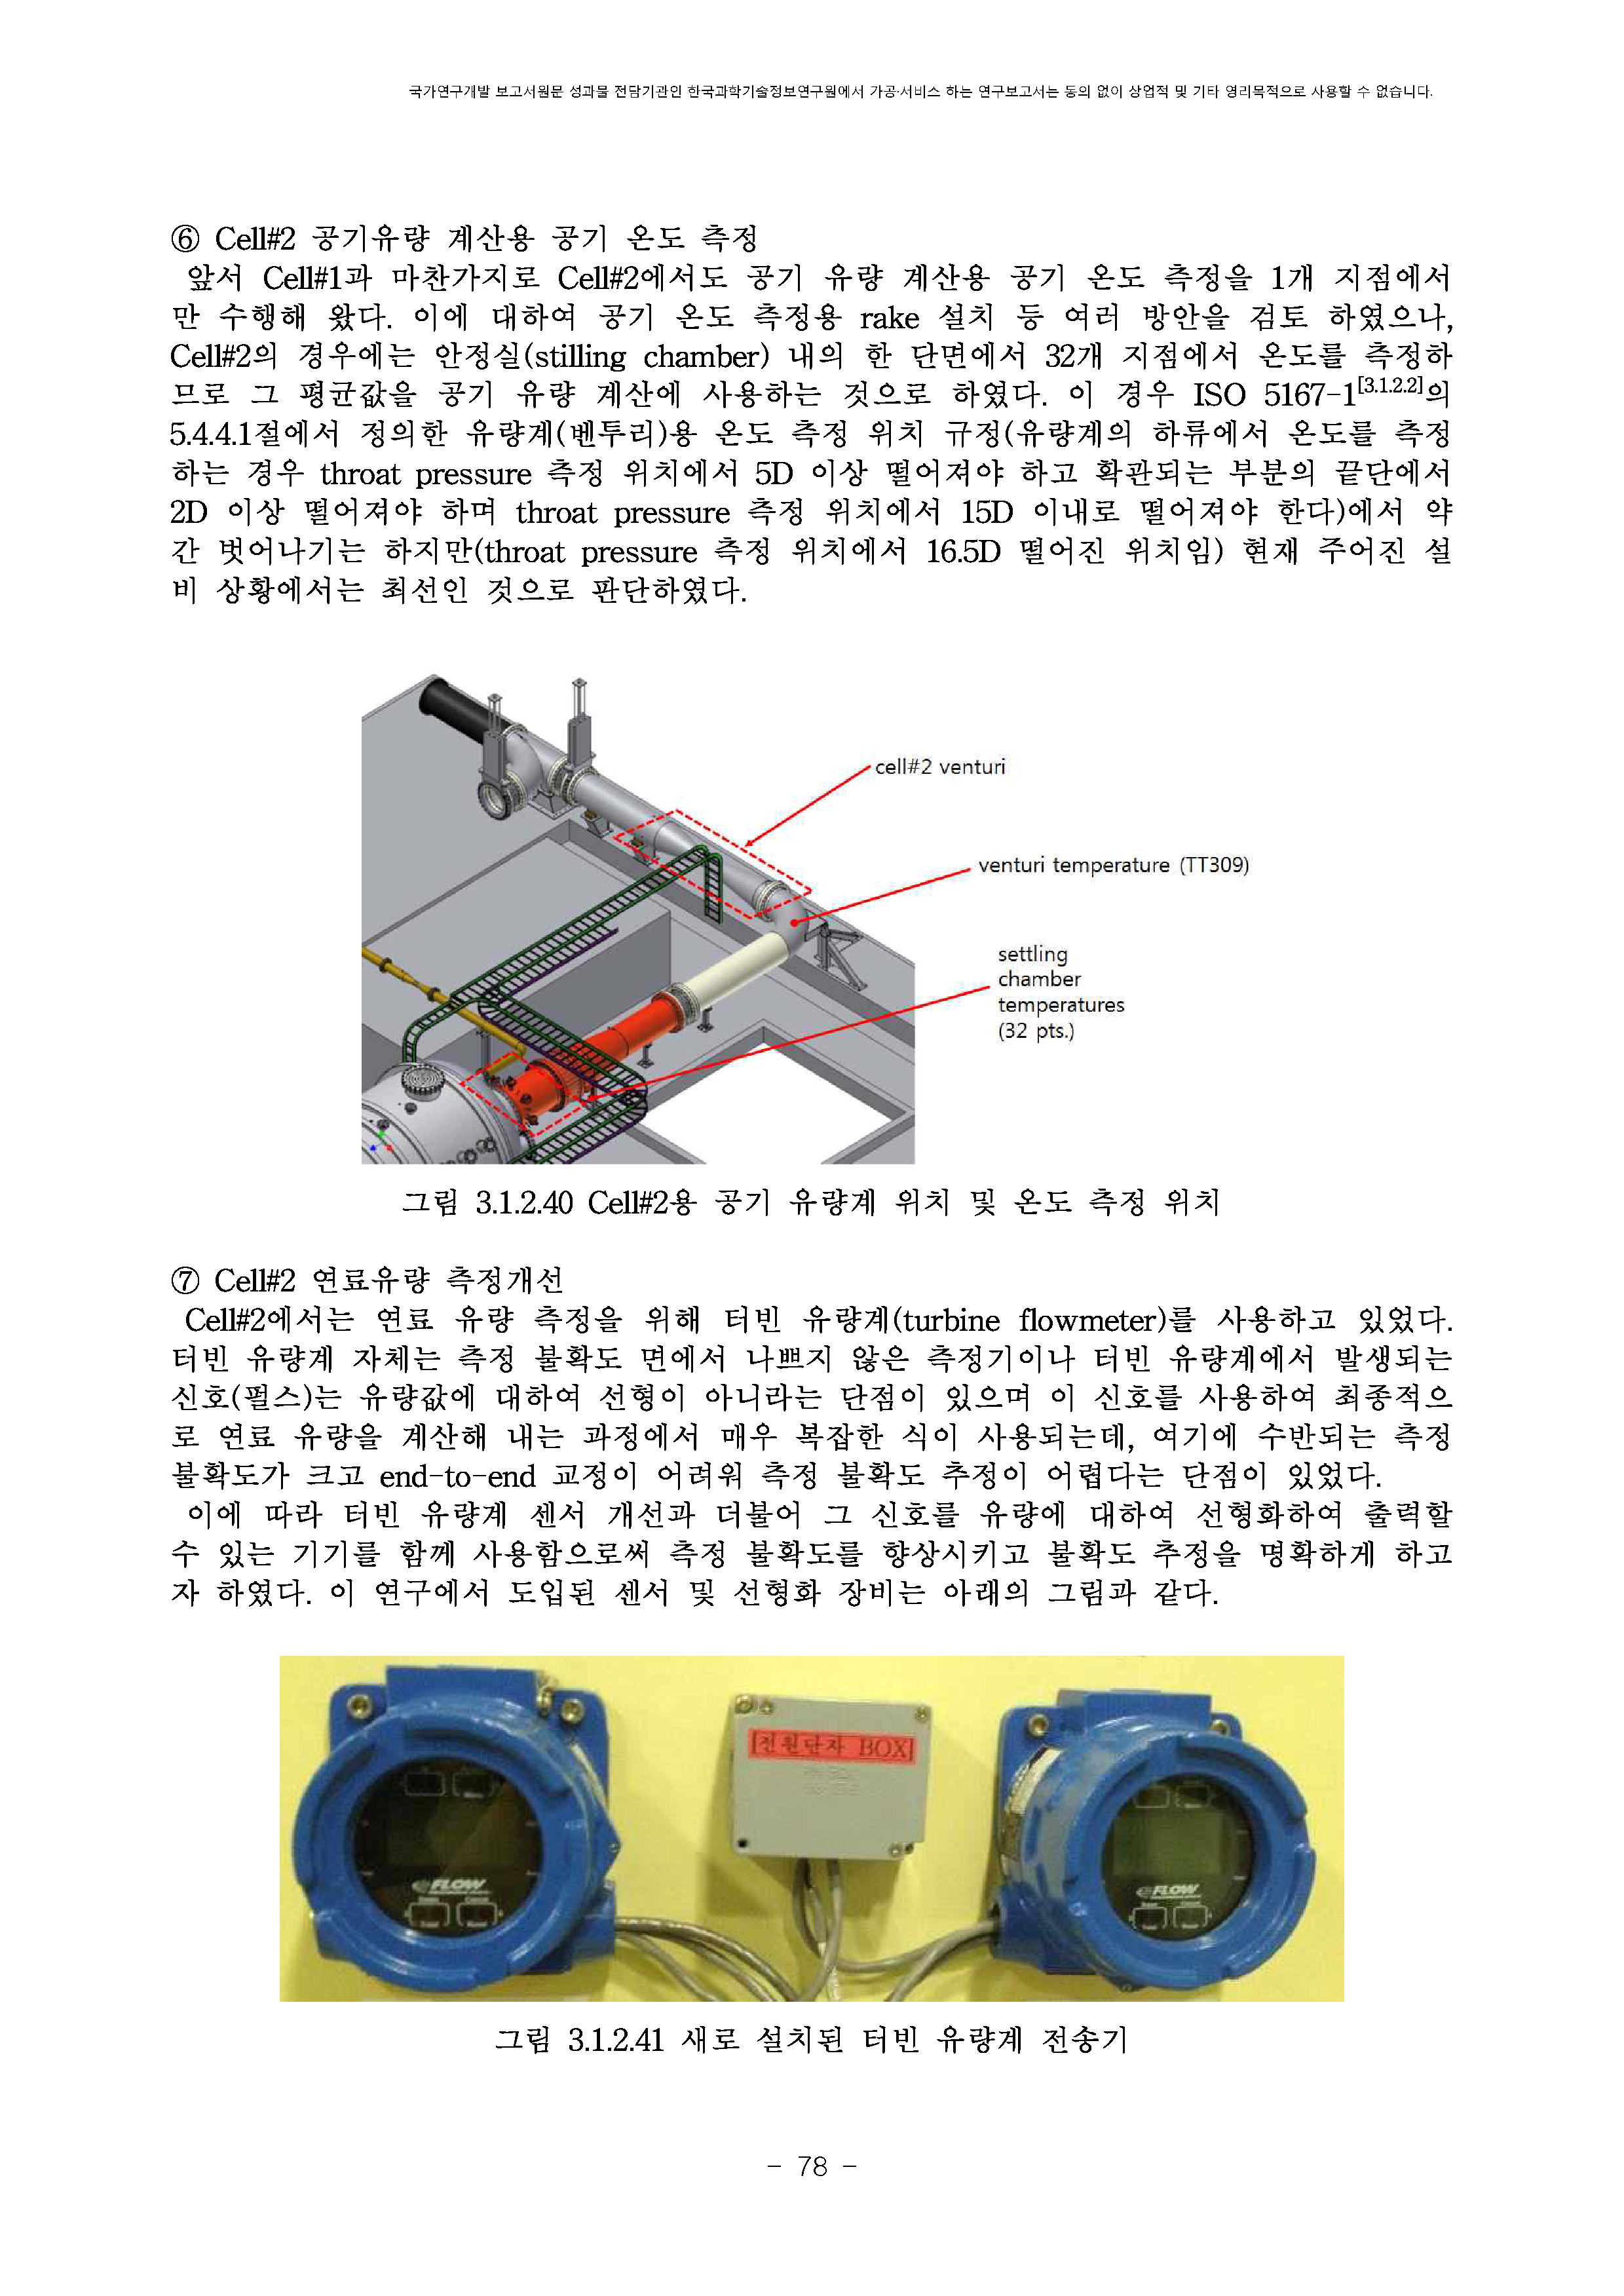 국가연구개발 보고서원문 성과물 전담기관인 한국과학기술정보연구원에서 가공·서비스 하는 연구보고서는 동의 없이 상업적 및 기타 영리목적으로 사용할 수 없습니다.
⑥ Cell#2 공기유량 계산용 공기 온도 측정
앞서 Cell#1과 마찬가지로 Cell#2에서도 공기 유량 계산용 공기 온도 측정을 1개 지점에서
만 수행해 왔다. 이에 대하여 공기 온도 측정용 rake 설치 등 여러 방안을 검토 하였으나,
Cell#2의 경우에는 안정실(stilling chamber) 내의 한 단면에서 32개 지점에서 온도를 측정하
므로 그 평균값을 공기 유량 계산에 사용하는 것으로 하였다. 이 경우 ISO 5167-1[3.1.2.2]의
5.4.4.1절에서 정의한 유량계(벤투리)용 온도 측정 위치 규정(유량계의 하류에서 온도를 측정
하는 경우 throat pressure 측정 위치에서 5D 이상 떨어져야 하고 확관되는 부분의 끝단에서
2D 이상 떨어져야 하며 throat pressure 측정 위치에서 15D 이내로 떨어져야 한다)에서 약
간 벗어나기는 하지만(throat pressure 측정 위치에서 16.5D 떨어진 위치임) 현재 주어진 설
비 상황에서는 최선인 것으로 판단하였다.
cell#2 venturi
venturi temperature (TT309)
settling
chamber
temperatures
(32 pts.)
그림 3.1.2.40 Cell#2용 공기 유량계 위치 및 온도 측정 위치
⑦ Cell#2 연료유량 측정개선
Cell#2에서는 연료 유량 측정을 위해 터빈 유량계(turbine flowmeter)를 사용하고 있었다.
터빈 유량계 자체는 측정 불확도 면에서 나쁘지 않은 측정기이나 터빈 유량계에서 발생되는
신호(펄스)는 유량값에 대하여 선형이 아니라는 단점이 있으며 이 신호를 사용하여 최종적으
로 연료 유량을 계산해 내는 과정에서 매우 복잡한 식이 사용되는데, 여기에 수반되는 측정
불확도가 크고 end-to-end 교정이 어려워 측정 불확도 추정이 어렵다는 단점이 있었다.
이에 따라 터빈 유량계 센서 개선과 더불어 그 신호를 유량에 대하여 선형화하여 출력할
수 있는 기기를 함께 사용함으로써 측정 불확도를 향상시키고 불확도 추정을 명확하게 하고
자 하였다. 이 연구에서 도입된 센서 및 선형화 장비는 아래의 그림과 같다.
전원단자 BOX
FLOW
FLOW
그림 3.1.2.41 새로 설치된 터빈 유량계 전송기
- 78 -